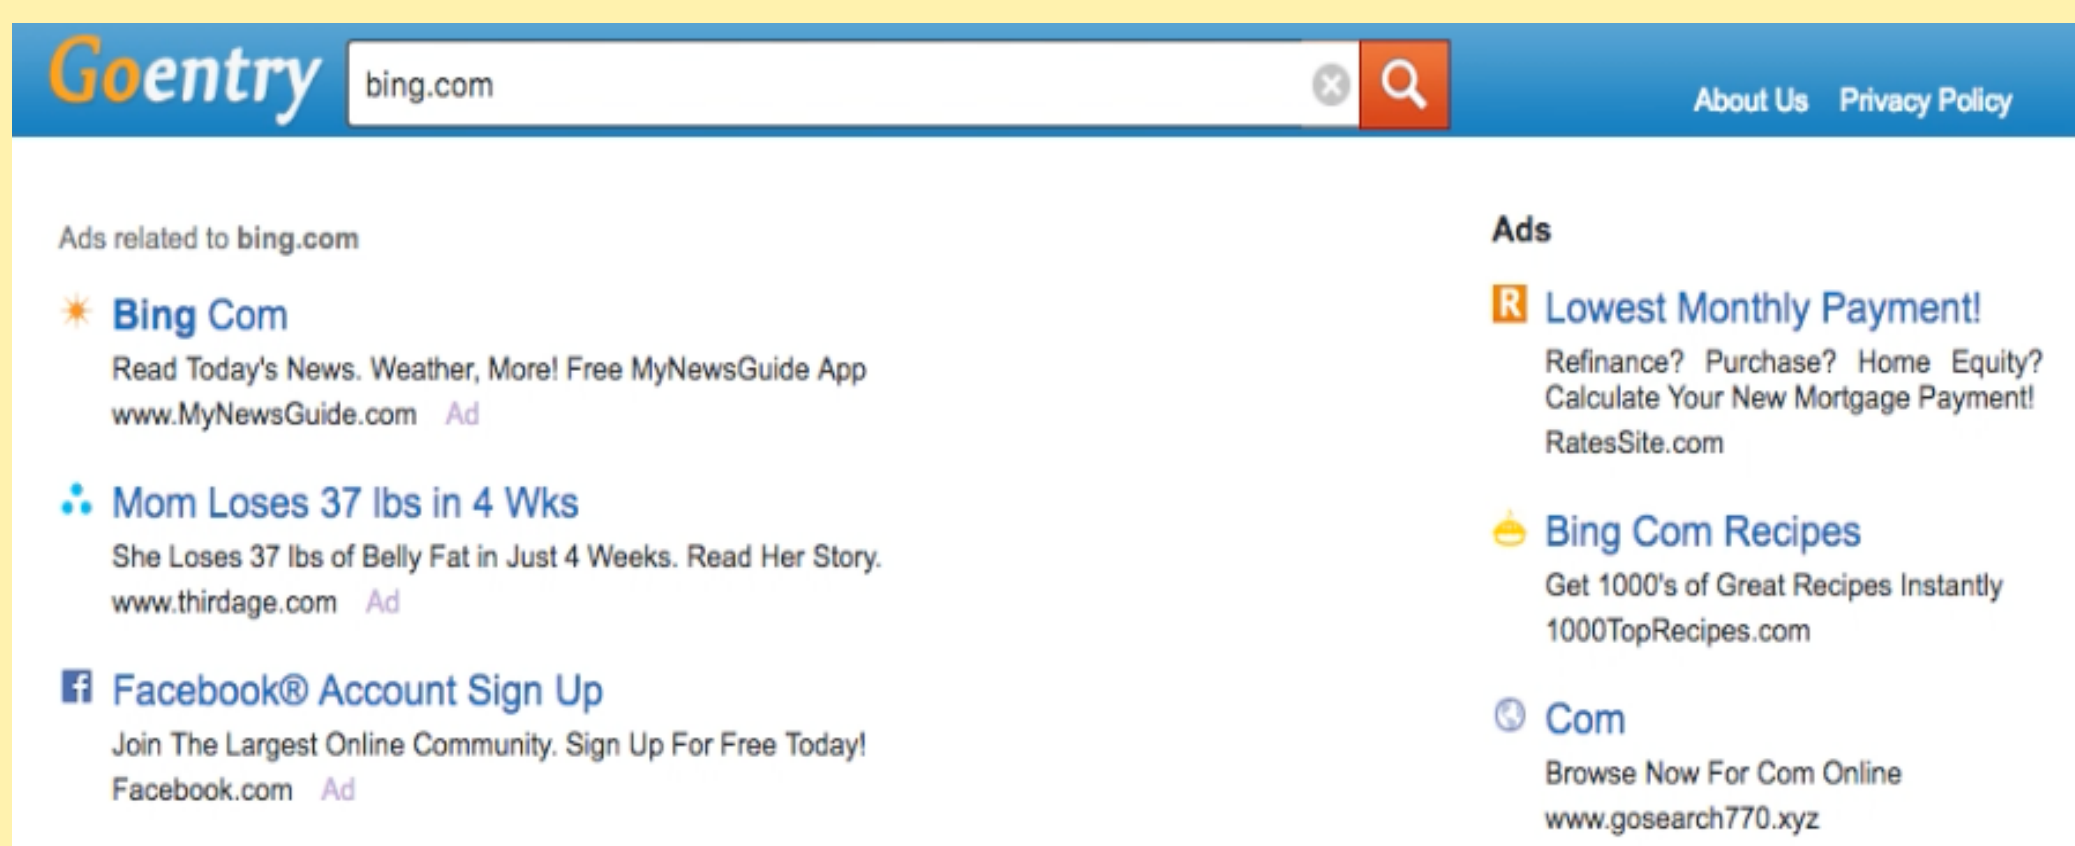 Goentry
bing.com
About Us Privacy Policy
Ads related to bing.com
Bing Com
Read Today's News. Weather, More! Free MyNewsGuide App
www.MyNewsGuide.com Ad
Mom Loses 37 lbs in 4 Wks
She Loses 37 lbs of Belly Fat in Just 4 Weeks. Read Her Story.
www.thirdage.com Ad
Facebook® Account Sign Up
Join The Largest Online Community. Sign Up For Free Today!
Facebook.com Ad
Ads
R Lowest Monthly Payment!
Refinance? Purchase? Home Equity?
Calculate Your New Mortgage Payment!
RatesSite.com
Bing Com Recipes
Get 1000's of Great Recipes Instantly
1000TopRecipes.com
Com
Browse Now For Com Online
www.gosearch770.xyz